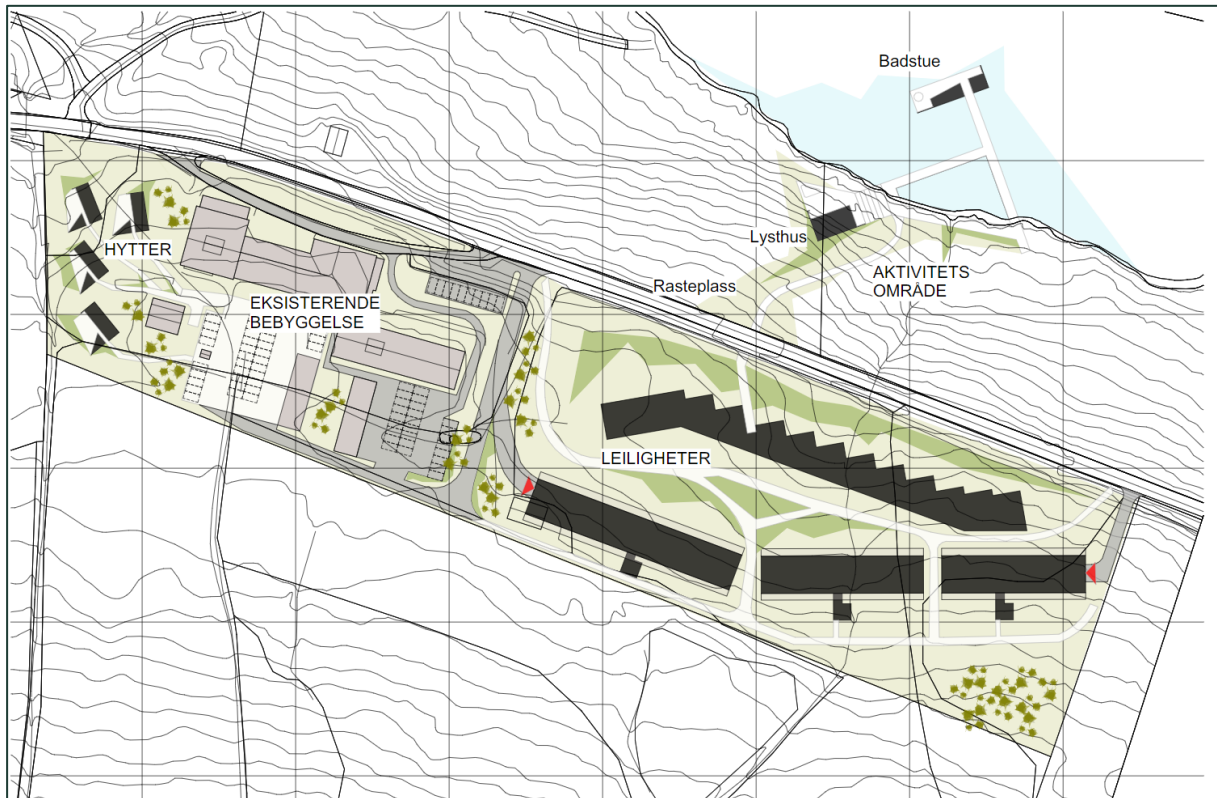 Badstue
Lysthus
HYTTER
Rasteplass
AKTIVITETS
OMRÅDE
EKSISTERENDE
BEBYGGELSE
LEILIGHETER